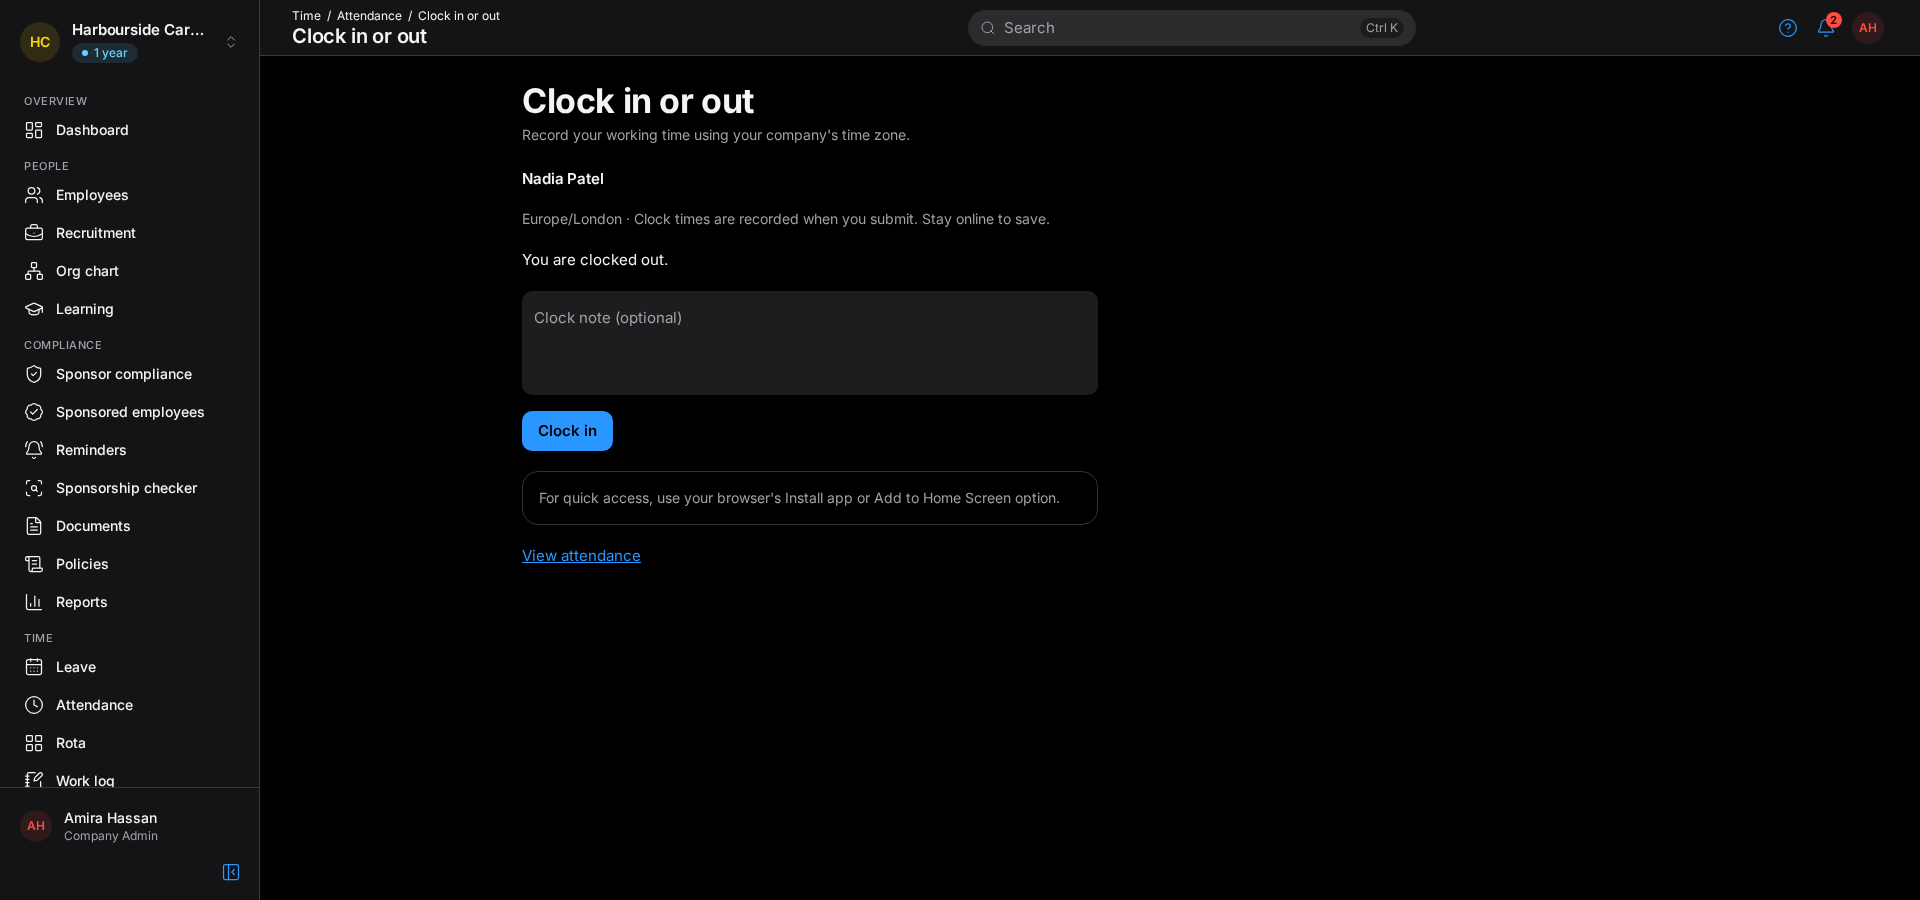 HC
Harbourside Car...
1 year
OVERVIEW
Dashboard
PEOPLE
Employees
Recruitment
Org chart
Learning
COMPLIANCE
Sponsor compliance
Sponsored employees
Reminders
Sponsorship checker
Documents
Policies
Reports
TIME
Leave
Attendance
Rota
Work log
AH
Amira Hassan
Company Admin
Time / Attendance / Clock in or out
Clock in or out
Search
Ctrl K
2
AH
Clock in or out
Record your working time using your company's time zone.
Nadia Patel
Europe/London · Clock times are recorded when you submit. Stay online to save.
You are clocked out.
Clock note (optional)
Clock in
For quick access, use your browser's Install app or Add to Home Screen option.
View attendance